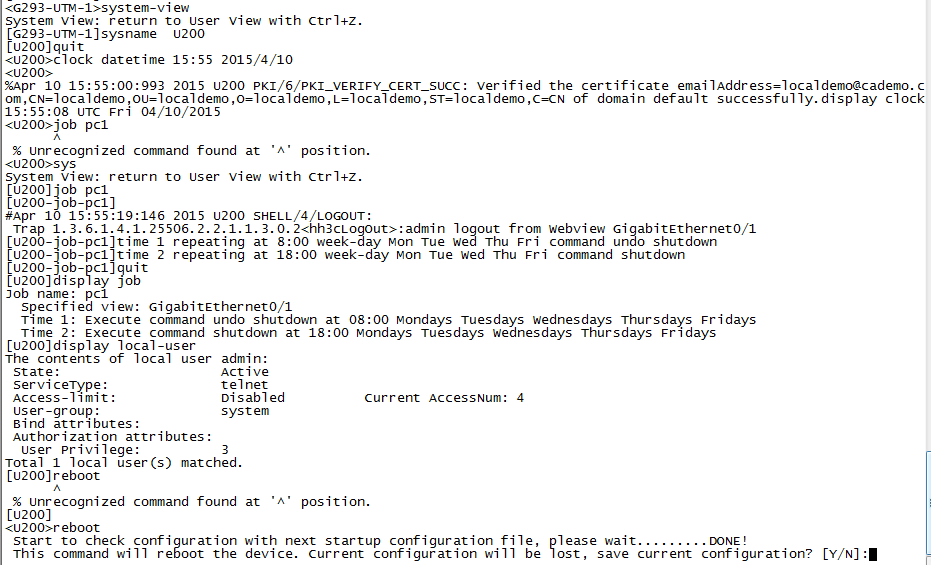 <G293-UTM-1>system-view
System View: return to User View with Ctrl+Z.
[G293-UTM-1]sysname  U200
[U200]quit
<U200>clock datetime 15:55 2015/4/10
<U200>
%Apr 10 15:55:00:993 2015 U200 PKI/6/PKI_VERIFY_CERT_SUCC: Verified the certificate emailAddress=localdemo@cademo.c
om,CN=localdemo,OU=localdemo,O=localdemo,L=localdemo,ST=localdemo,C=CN of domain default successfully.display clock
15:55:08 UTC Fri 04/10/2015
<U200>job pc1
      ^
 % Unrecognized command found at '^' position.
<U200>sys
System View: return to User View with Ctrl+Z.
[U200]job pc1
[U200-job-pc1]
#Apr 10 15:55:19:146 2015 U200 SHELL/4/LOGOUT:
 Trap 1.3.6.1.4.1.25506.2.2.1.1.3.0.2<hh3cLogOut>:admin logout from Webview GigabitEthernet0/1
[U200-job-pc1]time 1 repeating at 8:00 week-day Mon Tue Wed Thu Fri command undo shutdown
[U200-job-pc1]time 2 repeating at 18:00 week-day Mon Tue Wed Thu Fri command shutdown
[U200-job-pc1]quit
[U200]display job
Job name: pc1
  Specified view: GigabitEthernet0/1
  Time 1: Execute command undo shutdown at 08:00 Mondays Tuesdays Wednesdays Thursdays Fridays
  Time 2: Execute command shutdown at 18:00 Mondays Tuesdays Wednesdays Thursdays Fridays
[U200]display local-user
The contents of local user admin:
 State:                    Active
 ServiceType:              telnet
 Access-limit:             Disabled          Current AccessNum: 4
 User-group:               system
 Bind attributes:
 Authorization attributes:
  User Privilege:          3
Total 1 local user(s) matched.
[U200]reboot
      ^
 % Unrecognized command found at '^' position.
[U200]
<U200>reboot
 Start to check configuration with next startup configuration file, please wait.........DONE!
 This command will reboot the device. Current configuration will be lost, save current configuration? [Y/N]: